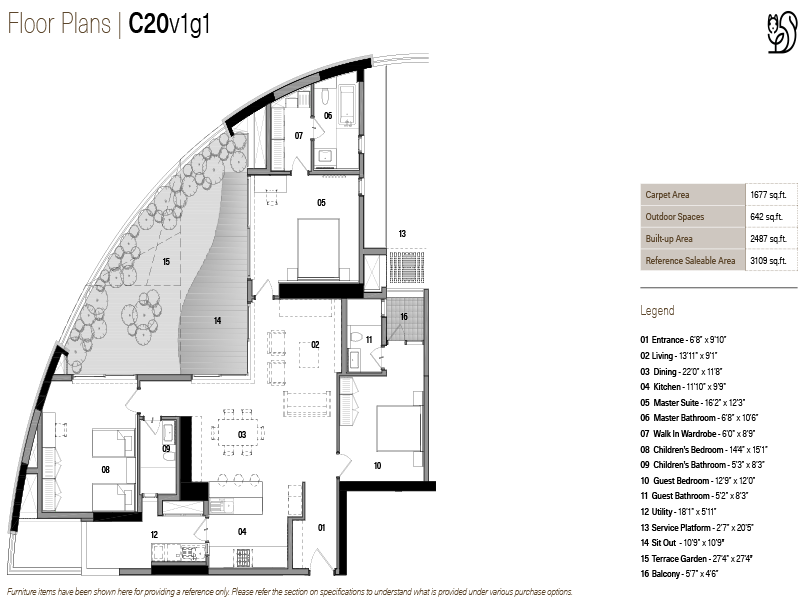 Floor Plans | C20v1g1
06
07
05
13
15
14
16
02
11
03
09
08
10
12
04
01
Carpet Area 1677 sq.ft.
Outdoor Spaces 642 sq.ft.
Built-up Area 2487 sq.ft.
Reference Saleable Area 3109 sq.ft.
Legend
01 Entrance - 6'8" x 9'10"
02 Living - 13'11" x 9'1"
03 Dining - 22'0" x 11'8"
04 Kitchen - 11'10" x 9'9"
05 Master Suite - 16'2" x 12'3"
06 Master Bathroom - 6'8" x 10'6"
07 Walk In Wardrobe - 6'0" x 8'9"
08 Children's Bedroom - 14'4" x 15'1"
09 Children's Bathroom - 5'3" x 8'3"
10 Guest Bedroom - 12'9" x 12'0"
11 Guest Bathroom - 5'2" x 8'3"
12 Utility - 18'1" x 5'11"
13 Service Platform - 2'7" x 20'5"
14 Sit Out - 10'9" x 10'9"
15 Terrace Garden - 27'4" x 27'4"
16 Balcony - 5'7" x 4'6"
Furniture items have been shown here for providing a reference only. Please refer the section on specifications to understand what is provided under various purchase options.